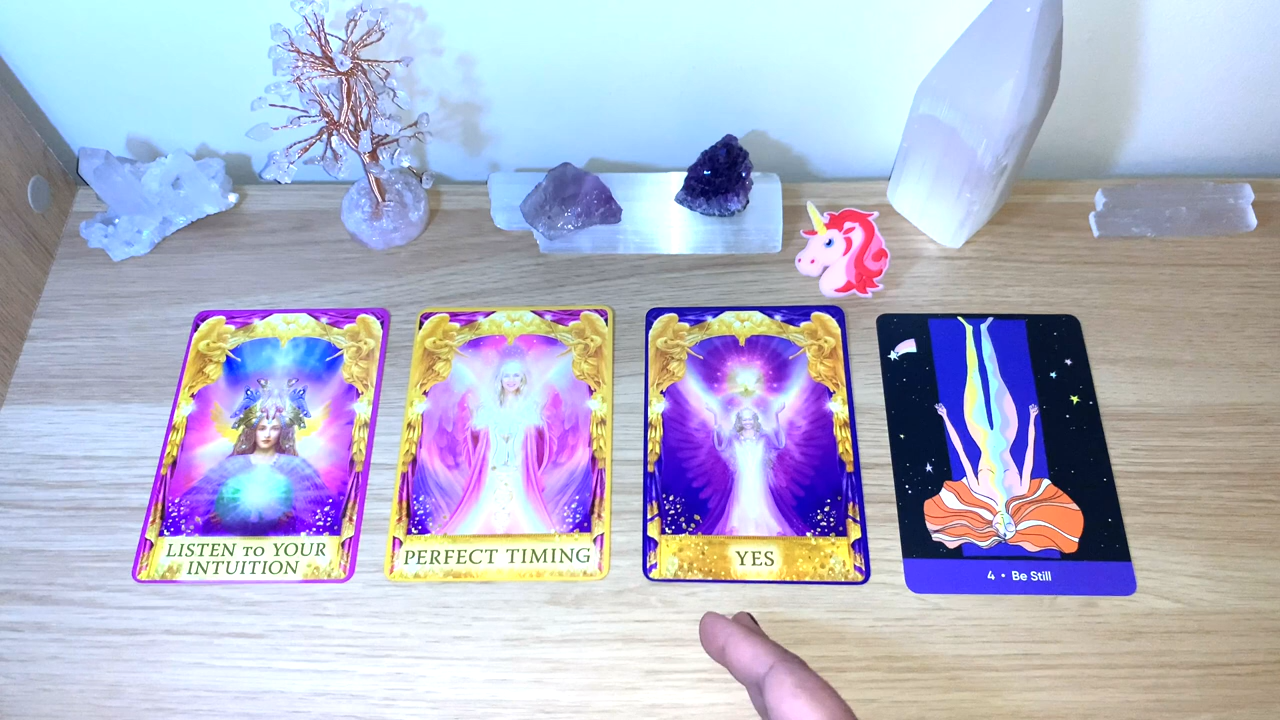 LISTEN TO YOUR
INTUITION
PERFECT TIMING
YES
4 • Be Still